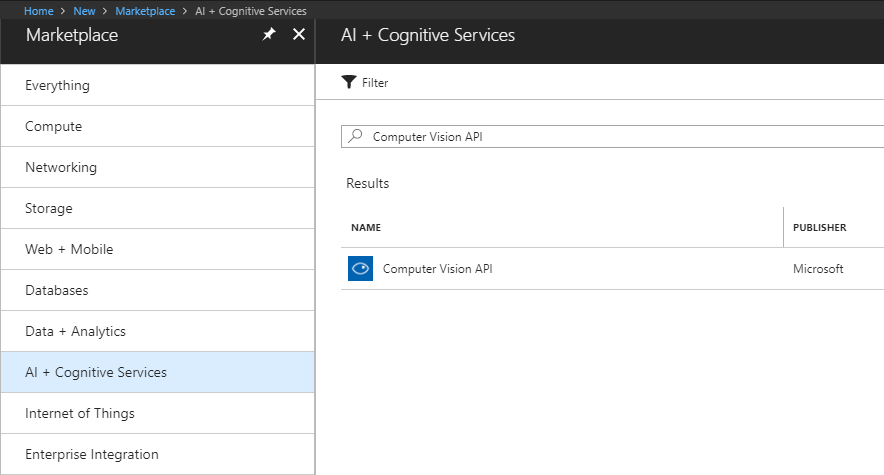 Home > New > Marketplace > AI + Cognitive Services
Marketplace
AI + Cognitive Services
Everything
Compute
Networking
Storage
Web + Mobile
Databases
Data + Analytics
AI + Cognitive Services
Internet of Things
Enterprise Integration
Filter
Computer Vision API
Results
NAME PUBLISHER
Computer Vision API Microsoft